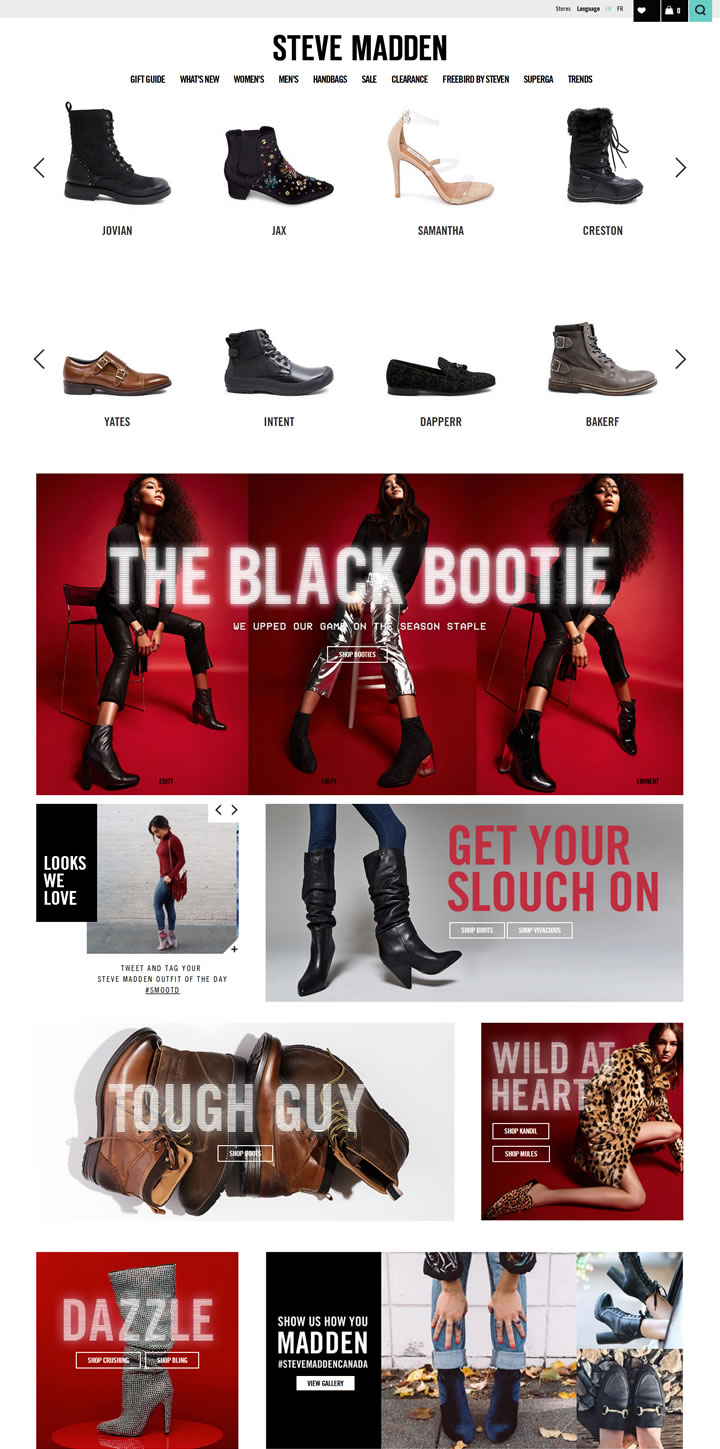 Stores Language EN FR
0
STEVE MADDEN
GIFT GUIDE WHAT'S NEW WOMEN'S MEN'S HANDBAGS SALE CLEARANCE FREEBIRD BY STEVEN SUPERGA TRENDS
JOVIAN JAX SAMANTHA CRESTON
YATES INTENT DAPPERR BAKERF
THE BLACK BOOTIE
WE UPPED OUR GAME ON THE SEASON STAPLE
SHOP BOOTIES
EDITT LUSTY EMINENT
LOOKS
WE
LOVE
TWEET AND TAG YOUR
STEVE MADDEN OUTFIT OF THE DAY
#SMOOTD
GET YOUR
SLOUCH ON
SHOP BOOTS SHOP VIVACIOUS
TOUGH GUY
SHOP BOOTS
WILD AT
HEART
SHOP KANDIL
SHOP MULES
DAZZLE
SHOP CRUSHING SHOP BLING
SHOW US HOW YOU
MADDEN
#STEVEMADDENCANADA
VIEW GALLERY